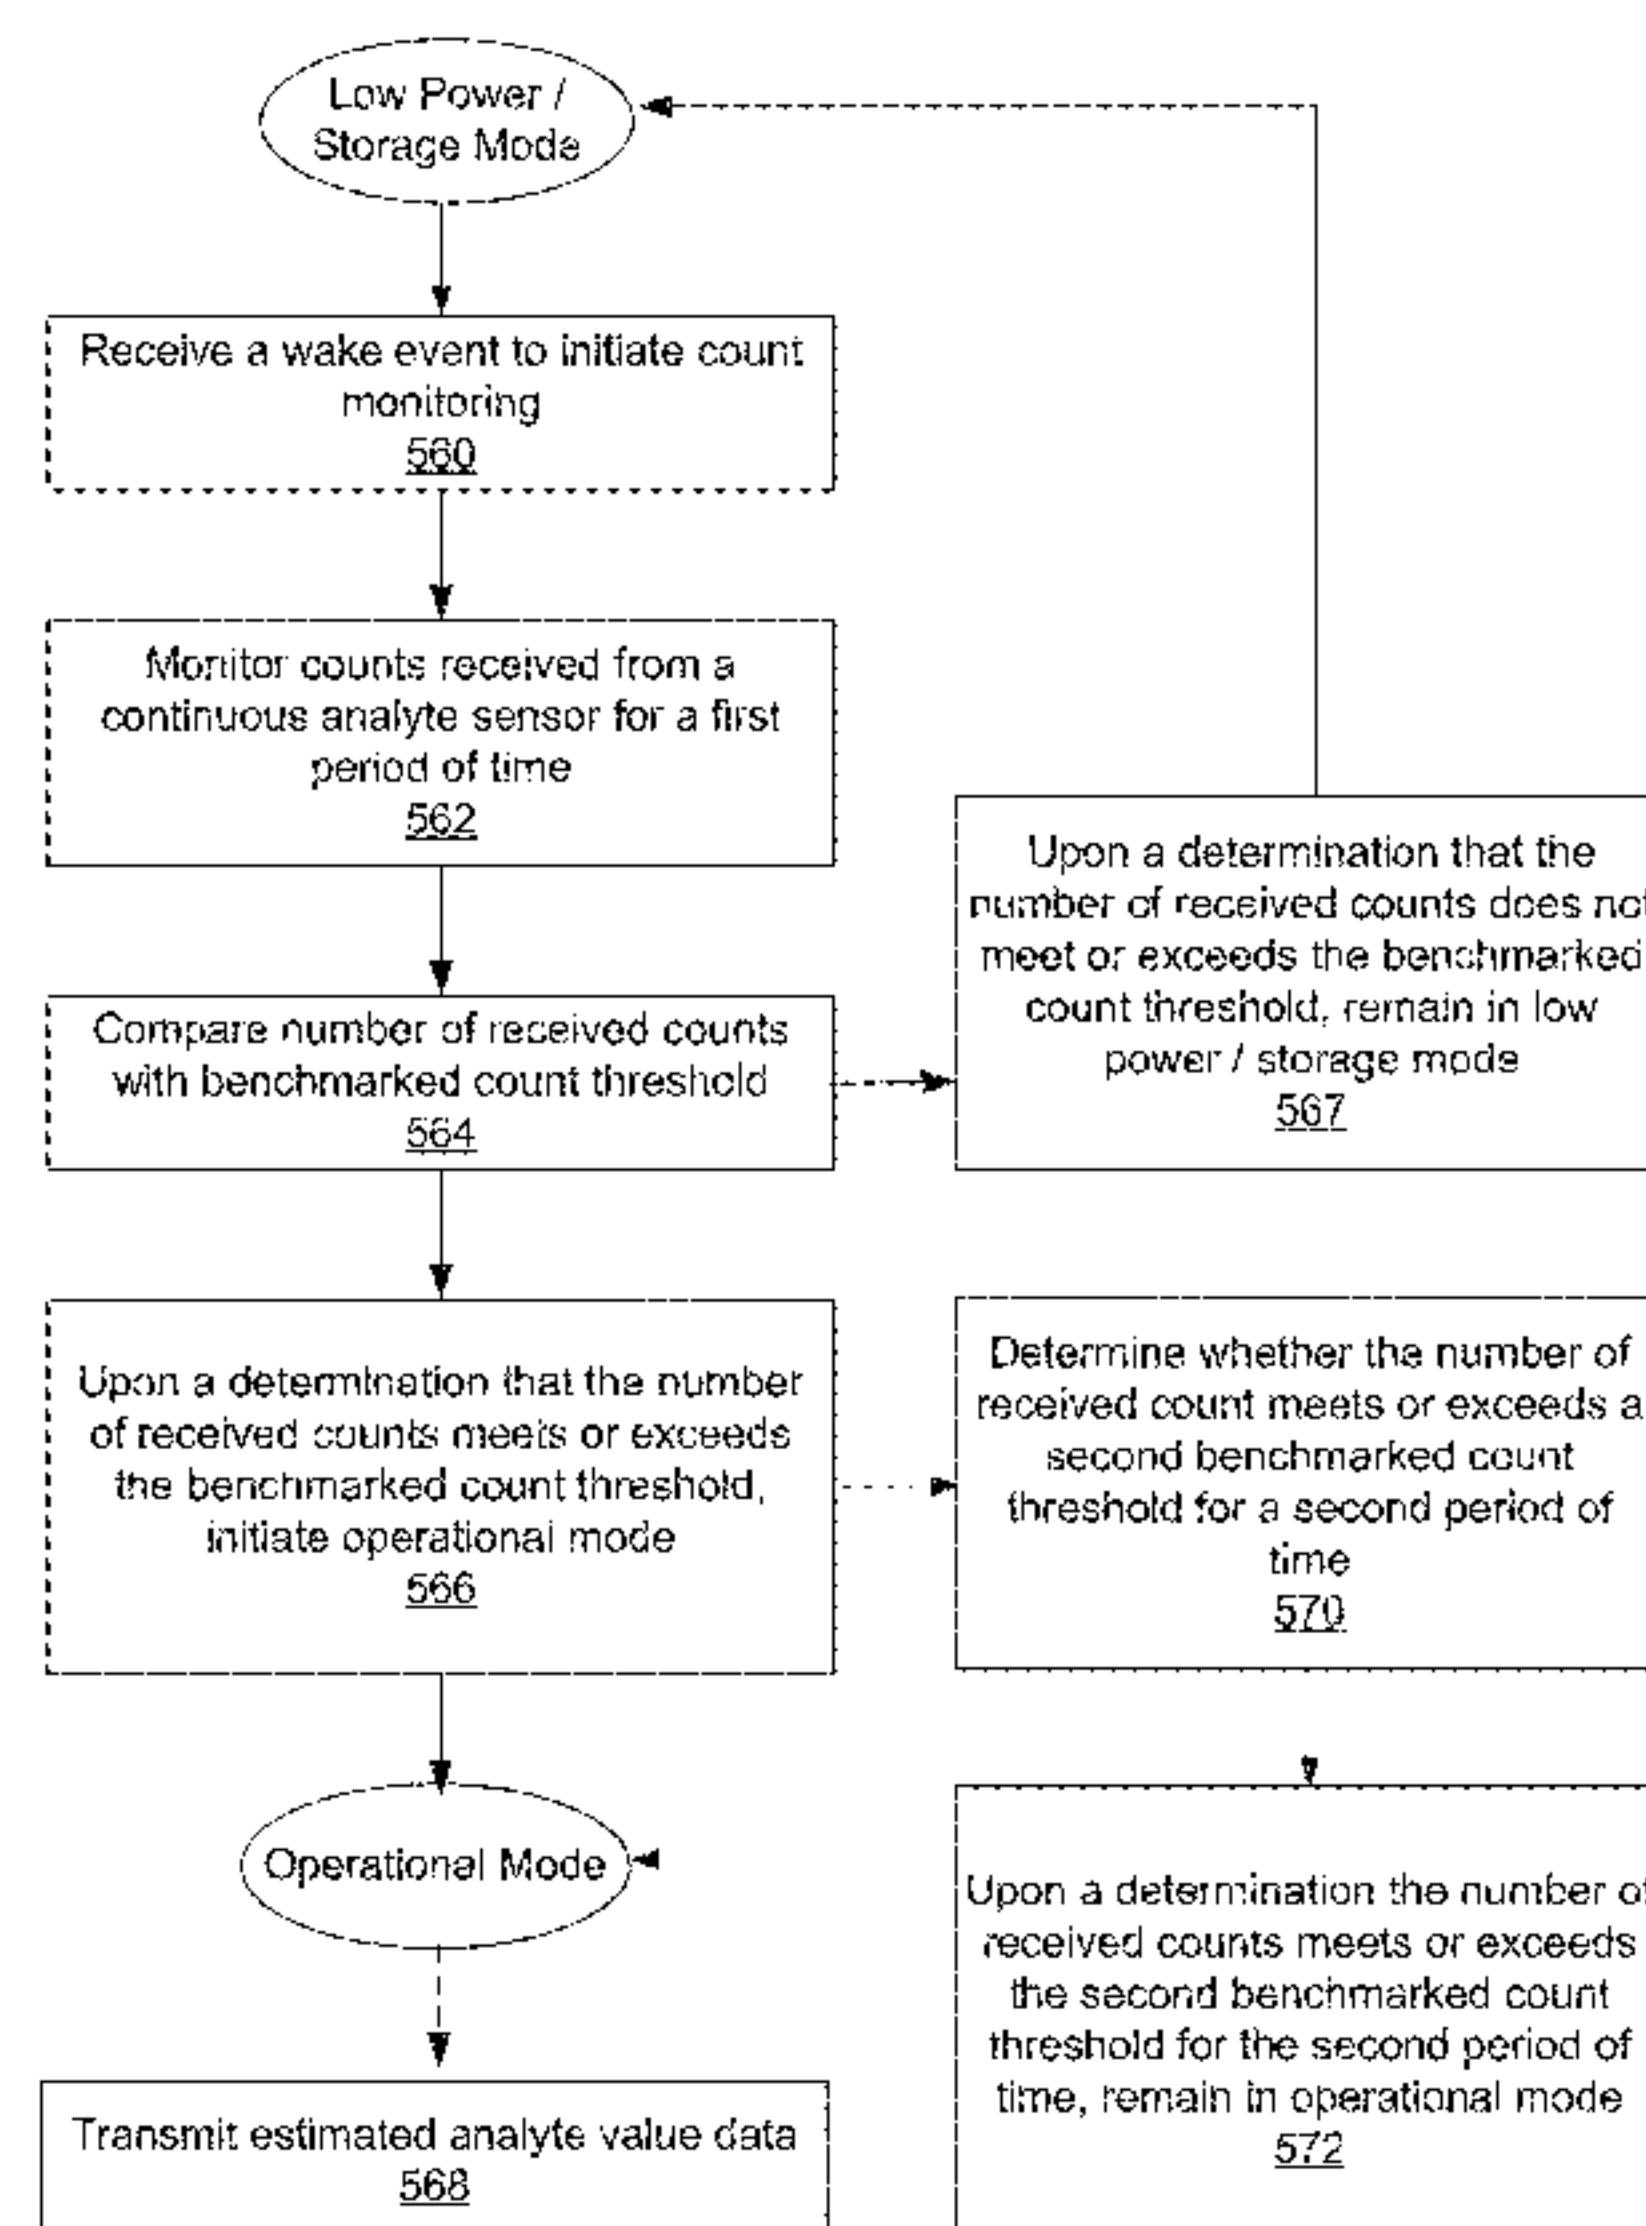 Low Power /
Storage Mode
Receive a wake event to initiate count
monitoring
560
Monitor counts received from a
continuous analyte sensor for a first
period of time
562
Compare number of received counts
with benchmarked count threshold
564
Upon a determination that the
number of received counts does not
meet or exceeds the benchmarked
count threshold, remain in low
power / storage mode
567
Upon a determination that the number
of received counts meets or exceeds
the benchmarked count threshold,
initiate operational mode
566
Determine whether the number of
received count meets or exceeds a
second benchmarked count
threshold for a second period of
time
570
Operational Mode
Upon a determination the number of
received counts meets or exceeds
the second benchmarked count
threshold for the second period of
time, remain in operational mode
572
Transmit estimated analyte value data
568